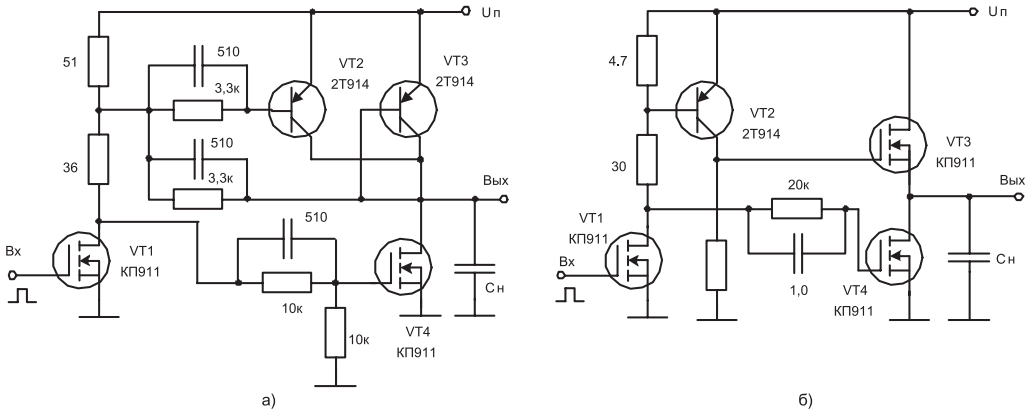 Uп
51
510
3,3к
VT2
2Т914
VT3
2Т914
36
510
3,3к
Вых
Вх
VT1
КП911
510
10к
10к
Сн
VT4
КП911
а)
Uп
4.7
VT2
2Т914
30
VT3
КП911
Вых
20к
VT1
КП911
Вх
1,0
VT4
КП911
Сн
б)